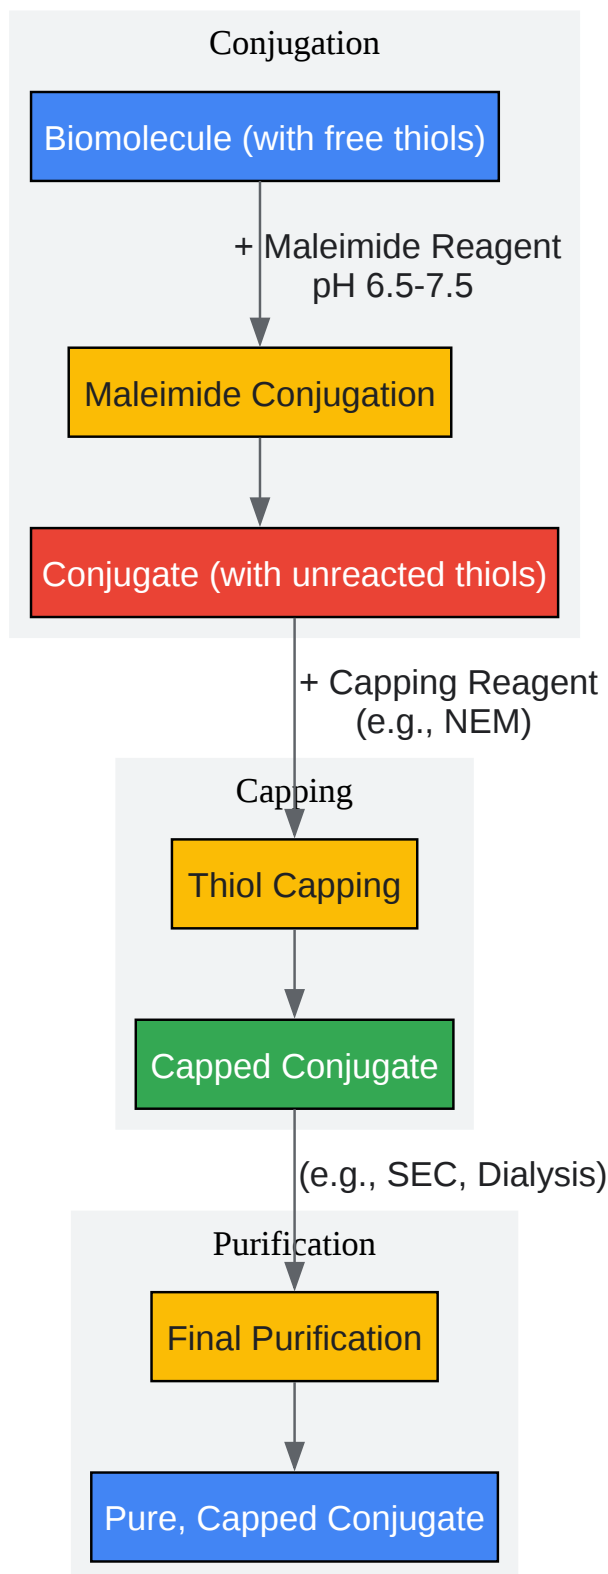 Conjugation
Biomolecule (with free thiols)
+ Maleimide Reagent
pH 6.5-7.5
Maleimide Conjugation
Conjugate (with unreacted thiols)
+ Capping Reagent
(e.g., NEM)
Capping
Thiol Capping
Capped Conjugate
(e.g., SEC, Dialysis)
Purification
Final Purification
Pure, Capped Conjugate